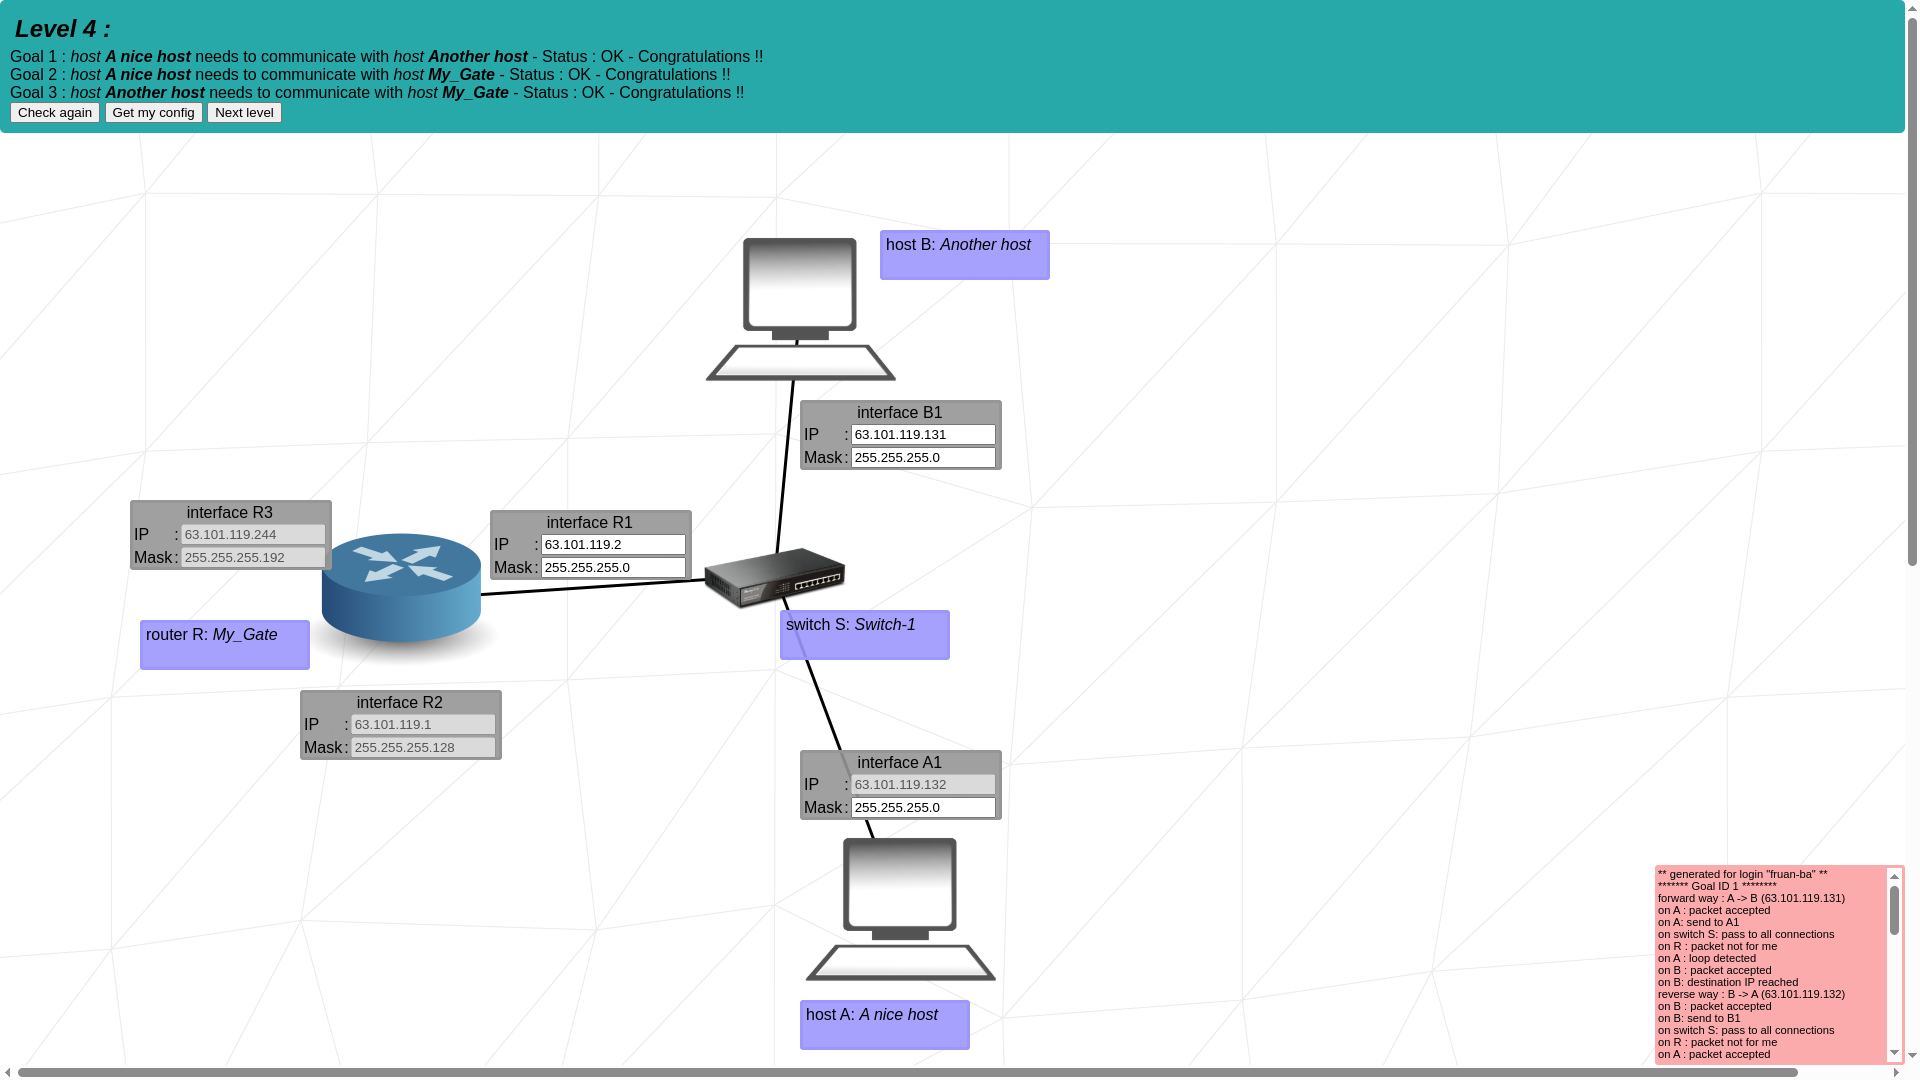 Level 4 :
Goal 1 : host A nice host needs to communicate with host Another host - Status : OK - Congratulations !!
Goal 2 : host A nice host needs to communicate with host My_Gate - Status : OK - Congratulations !!
Goal 3 : host Another host needs to communicate with host My_Gate - Status : OK - Congratulations !!
Check again Get my config Next level
host B: Another host
interface B1
IP : 63.101.119.131
Mask : 255.255.255.0
interface R3
IP : 63.101.119.244
Mask : 255.255.255.192
interface R1
IP : 63.101.119.2
Mask : 255.255.255.0
router R: My_Gate
switch S: Switch-1
interface R2
IP : 63.101.119.1
Mask : 255.255.255.128
interface A1
IP : 63.101.119.132
Mask : 255.255.255.0
host A: A nice host
** generated for login "fruan-ba" **
******* Goal ID 1 ********
forward way : A -> B (63.101.119.131)
on A : packet accepted
on A: send to A1
on switch S: pass to all connections
on R : packet not for me
on A : loop detected
on B : packet accepted
on B: destination IP reached
reverse way : B -> A (63.101.119.132)
on B : packet accepted
on B: send to B1
on switch S: pass to all connections
on R : packet not for me
on A : packet accepted